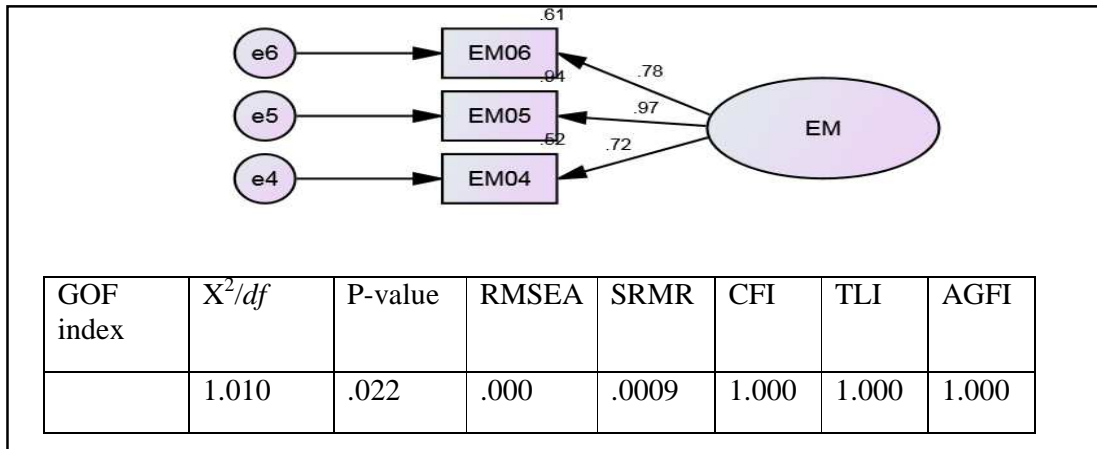 .61
e6 EM06
.78
.94
e5 EM05
.97
EM
.52
.72
e4 EM04
GOF index X²/df P-value RMSEA SRMR CFI TLI AGFI
1.010 .022 .000 .0009 1.000 1.000 1.000